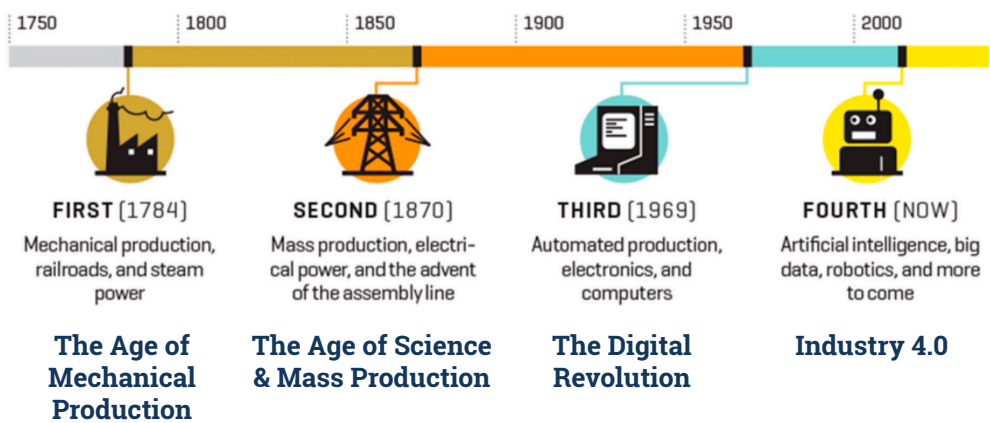 1750
1800
1850
1900
1950
2000
FIRST (1784)
Mechanical production,
railroads, and steam
power
The Age of
Mechanical
Production
SECOND (1870)
Mass production, electri-
cal power, and the advent
of the assembly line
The Age of Science
& Mass Production
THIRD (1969)
Automated production,
electronics, and
computers
The Digital
Revolution
FOURTH (NOW)
Artificial intelligence, big
data, robotics, and more
to come
Industry 4.0